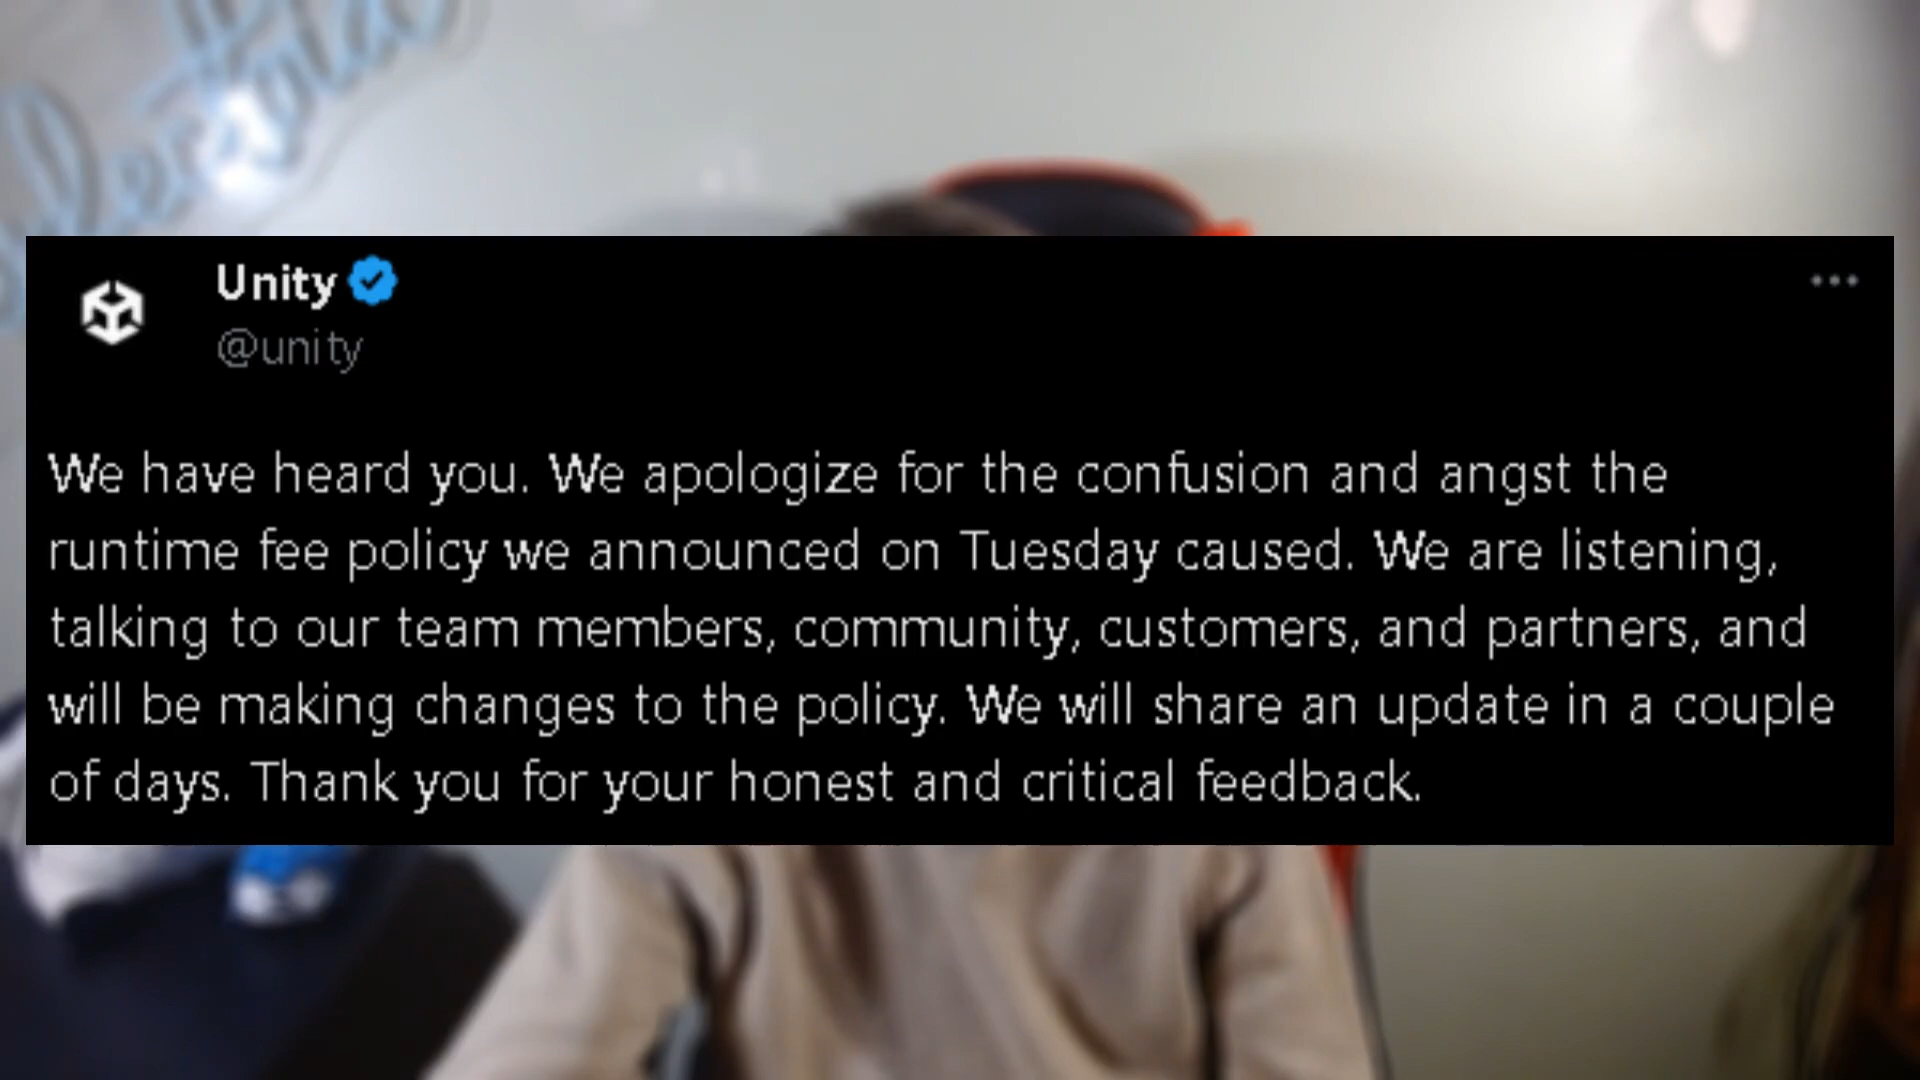 Unity
@unity
We have heard you. We apologize for the confusion and angst the
runtime fee policy we announced on Tuesday caused. We are listening,
talking to our team members, community, customers, and partners, and
will be making changes to the policy. We will share an update in a couple
of days. Thank you for your honest and critical feedback.